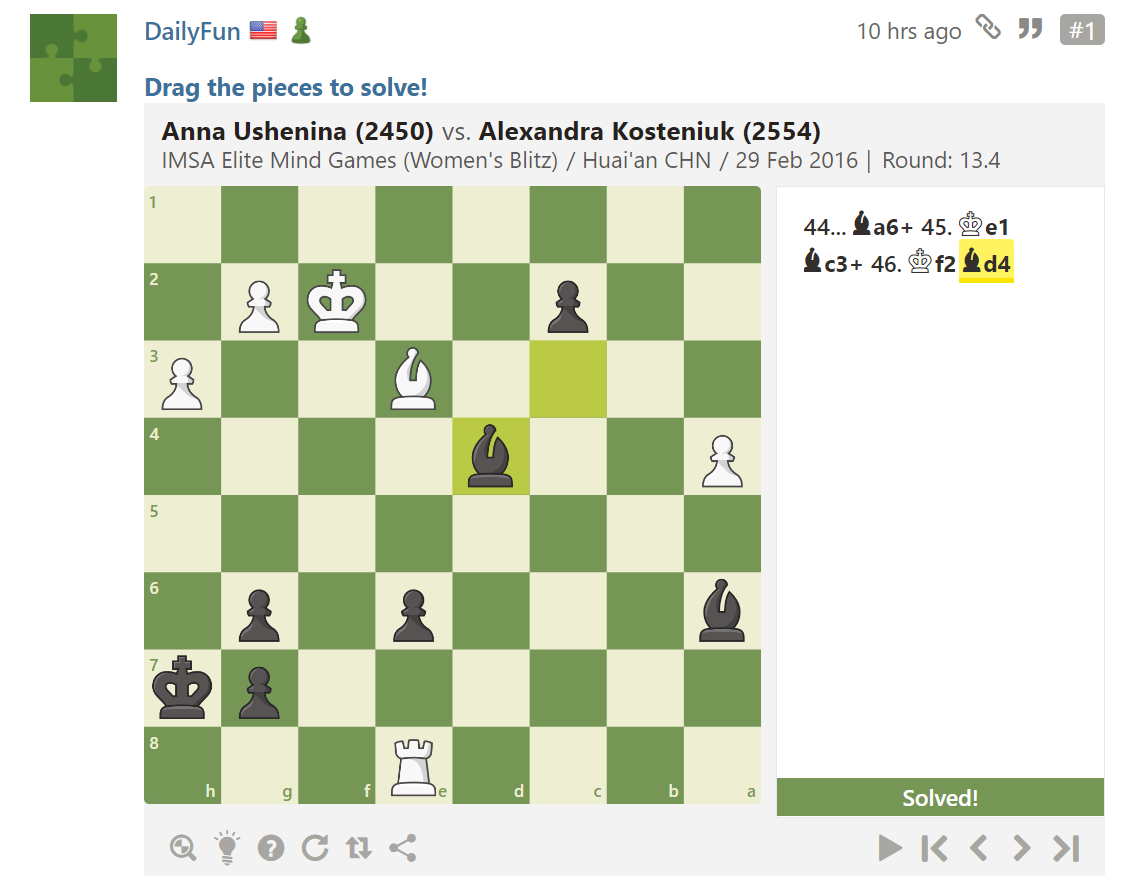 DailyFun
10 hrs ago #1
Drag the pieces to solve!
Anna Ushenina (2450) vs. Alexandra Kosteniuk (2554)
IMSA Elite Mind Games (Women's Blitz) / Huai'an CHN / 29 Feb 2016 | Round: 13.4
1
2
3
4
5
6
7
8
h g f e d c b a
44... ♝a6+ 45. ♔e1
♝c3+ 46. ♔f2 ♝d4
Solved!